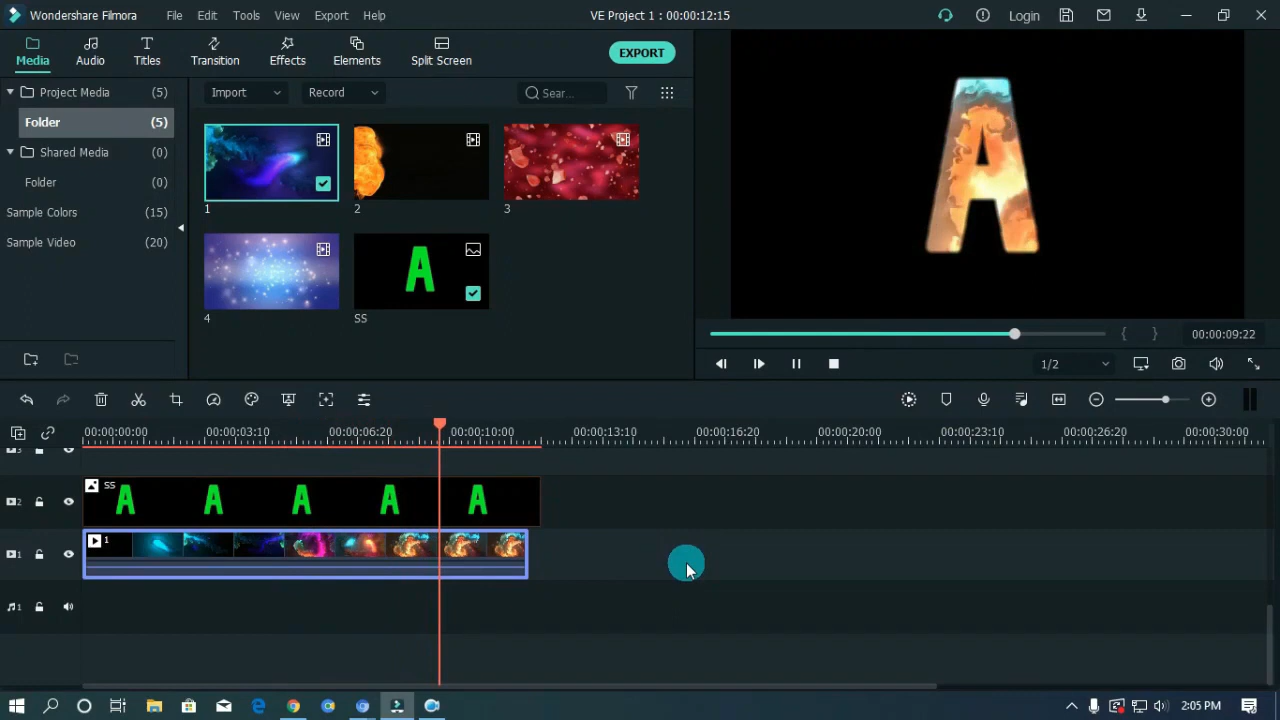 Wondershare Filmora
File
Edit
Tools
View
Export
Help
VE Project 1 : 00:00:12:15
Login
Media
Audio
Titles
Transition
Effects
Elements
Split Screen
EXPORT
Project Media (5)
Folder (5)
Shared Media (0)
Folder (0)
Sample Colors (15)
Sample Video (20)
Import
Record
Sear...
1
2
3
A
4
SS
A
1/2
00:00:09:22
00:00:00:00
00:00:03:10
00:00:06:20
00:00:10:00
00:00:13:10
00:00:16:20
00:00:20:00
00:00:23:10
00:00:26:20
00:00:30:00
3
2
SS
A A A A A
1
1
1
2:05 PM